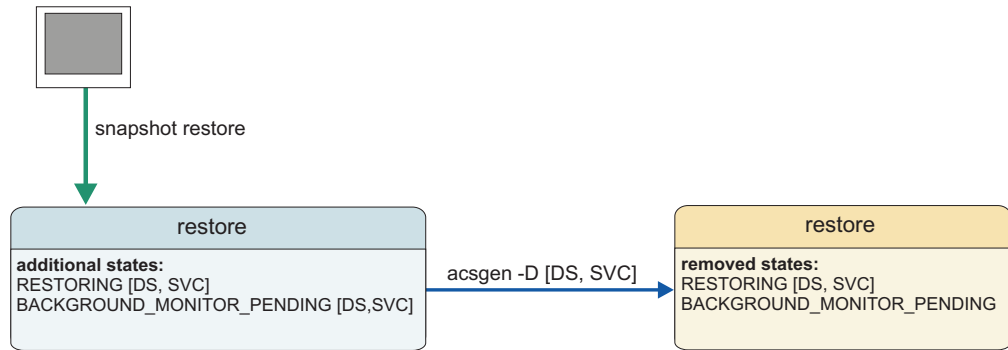 snapshot restore
restore
additional states:
RESTORING [DS, SVC]
BACKGROUND_MONITOR_PENDING [DS,SVC]
acsgen -D [DS, SVC]
restore
removed states:
RESTORING [DS, SVC]
BACKGROUND_MONITOR_PENDING